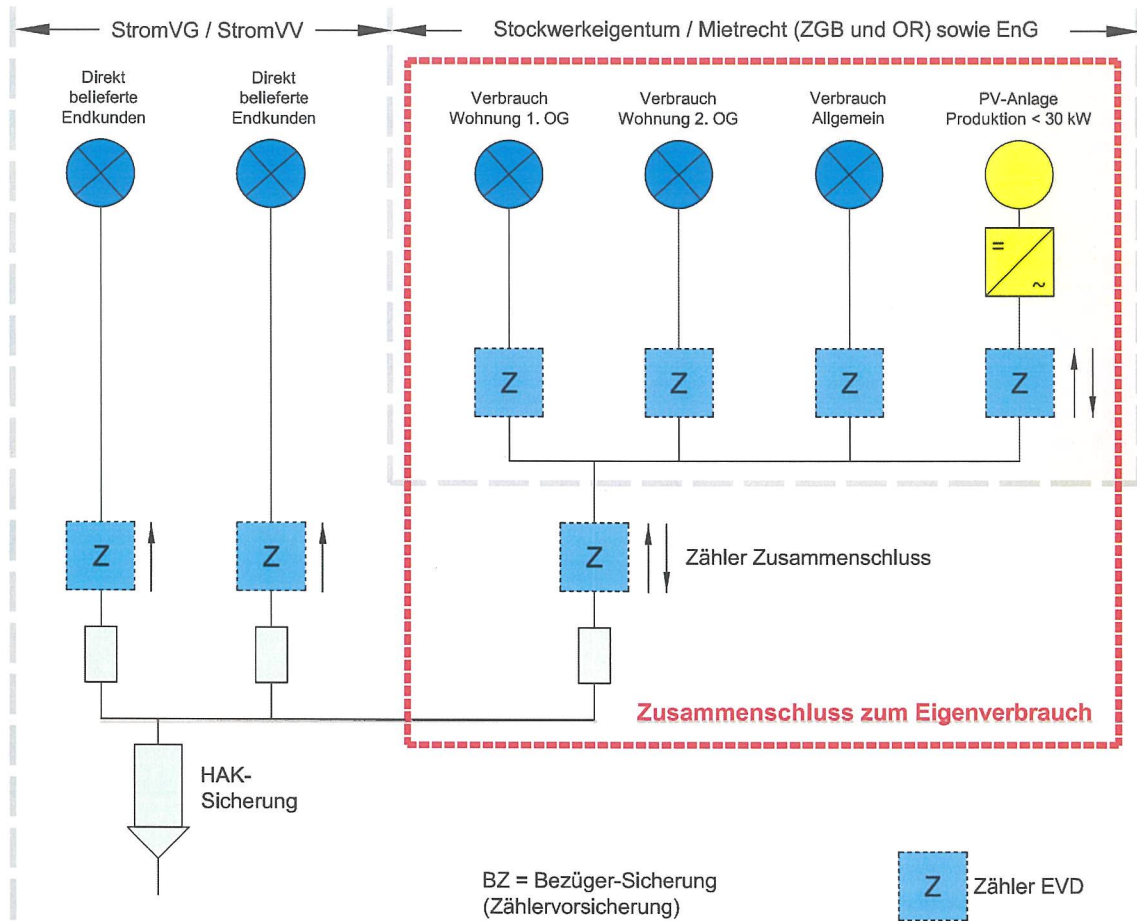 StromVG / StromVV
Stockwerkeigentum / Mietrecht (ZGB und OR) sowie EnG
Direkt
belieferte
Endkunden
Direkt
belieferte
Endkunden
Verbrauch
Wohnung 1. OG
Verbrauch
Wohnung 2. OG
Verbrauch
Allgemein
PV-Anlage
Produktion < 30 kW
=
~
Z
Z
Z
Z
Z
Z
Z
Zähler Zusammenschluss
Zusammenschluss zum Eigenverbrauch
HAK-
Sicherung
BZ = Bezüger-Sicherung
(Zählervorsicherung)
Z
Zähler EVD